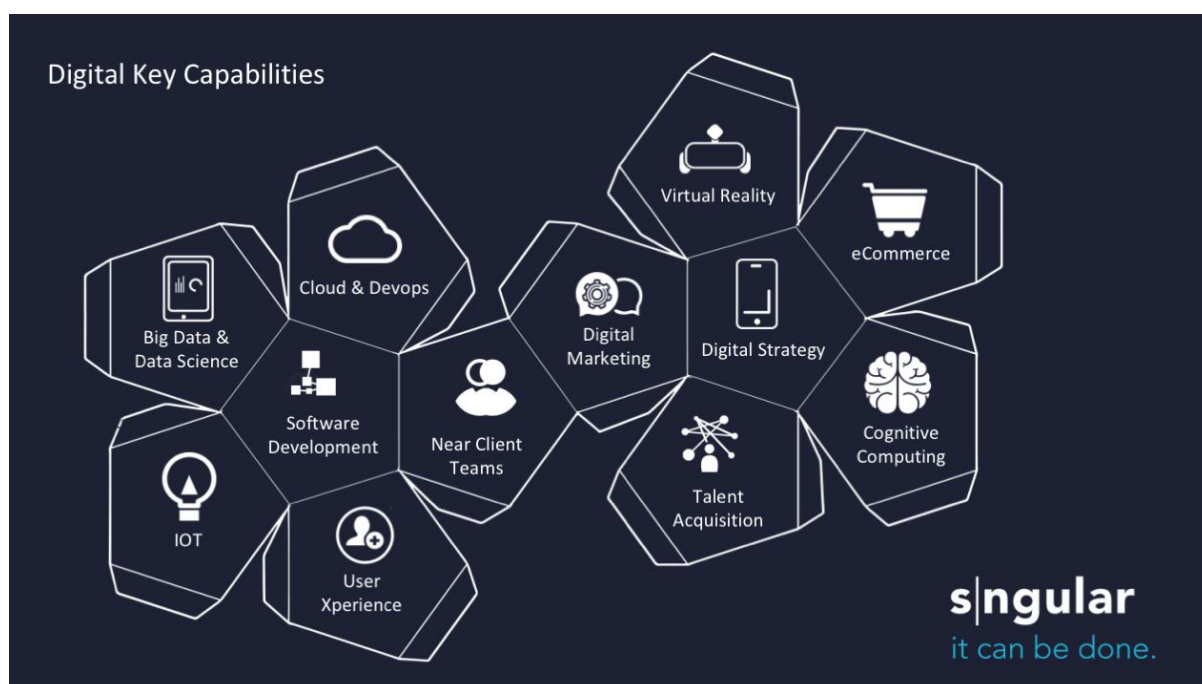 Digital Key Capabilities
Virtual Reality
eCommerce
Cloud & Devops
Big Data &
Data Science
Digital
Marketing
Digital Strategy
Software
Development
Near Client
Teams
Cognitive
Computing
Talent
Acquisition
IOT
User
Xperience
s|ngular
it can be done.